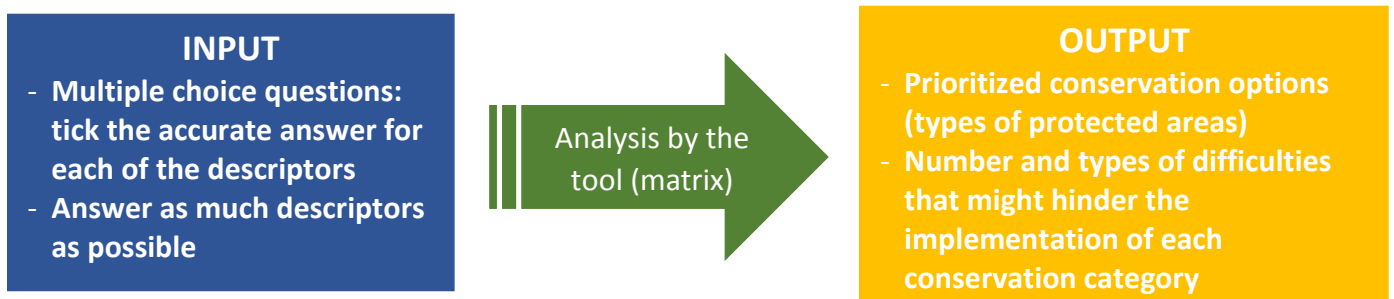 INPUT
- Multiple choice questions:
tick the accurate answer for
each of the descriptors
- Answer as much descriptors
as possible
Analysis by the
tool (matrix)
OUTPUT
- Prioritized conservation options
(types of protected areas)
- Number and types of difficulties
that might hinder the
implementation of each
conservation category